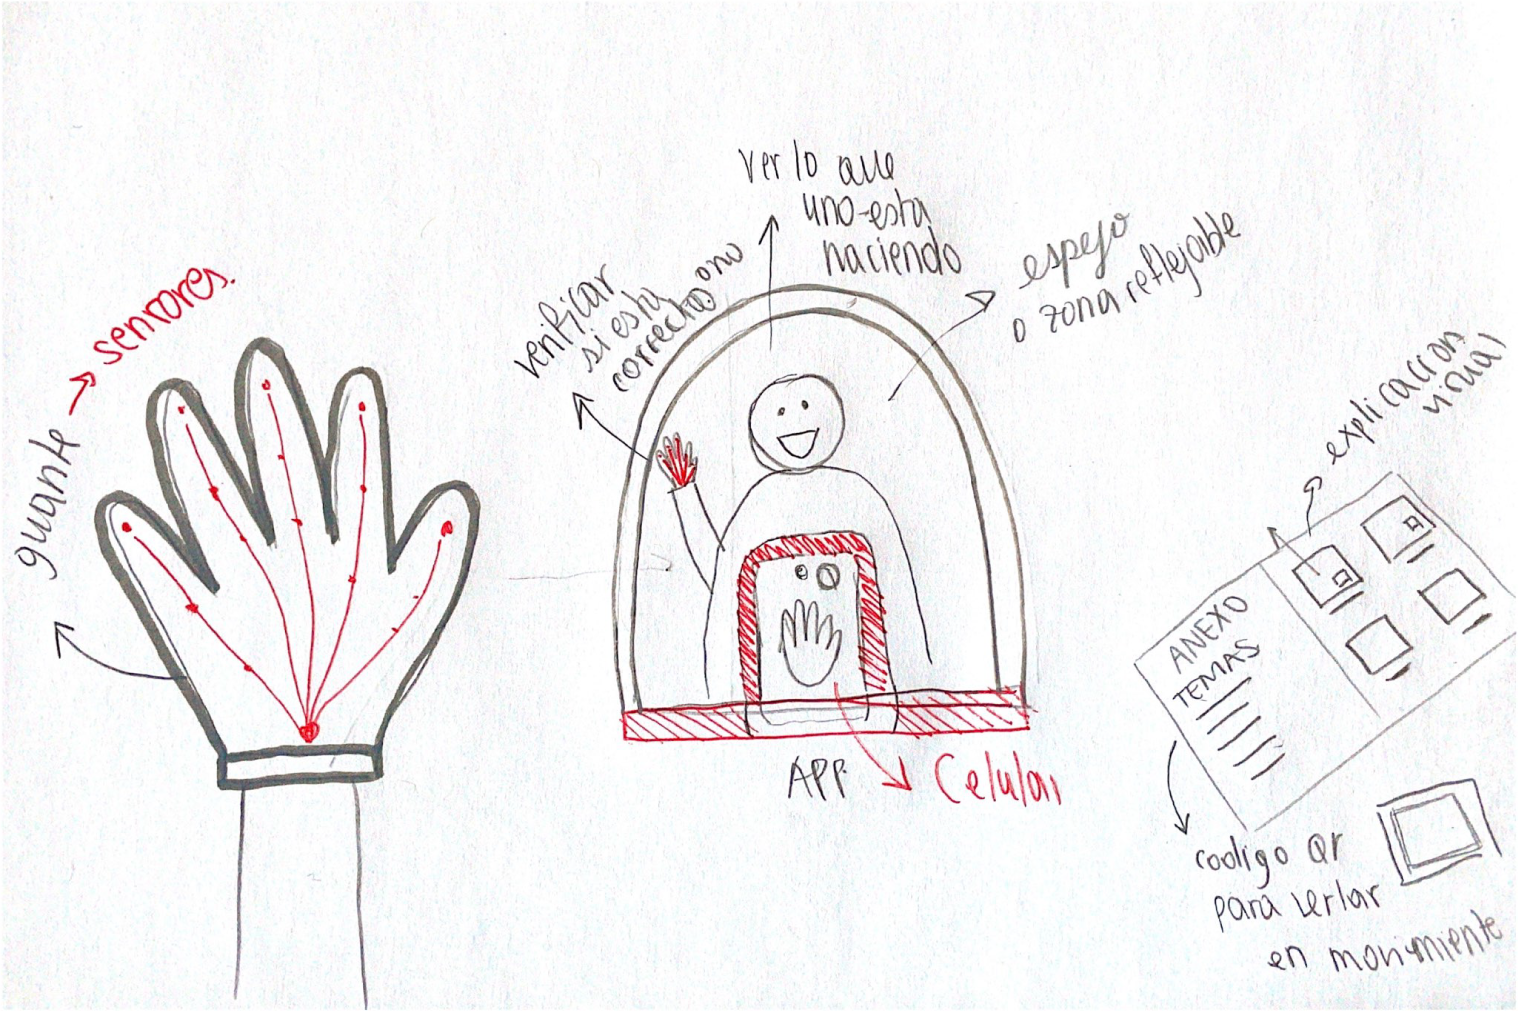 guante → sensores.
verificar
si esta
correcto o no
ver lo que
uno esta
haciendo
espejo
o zona reflejable
APP
Celular
explicacion
visual
ANEXO
TEMAS
codigo QR
para verlar
en movimiente